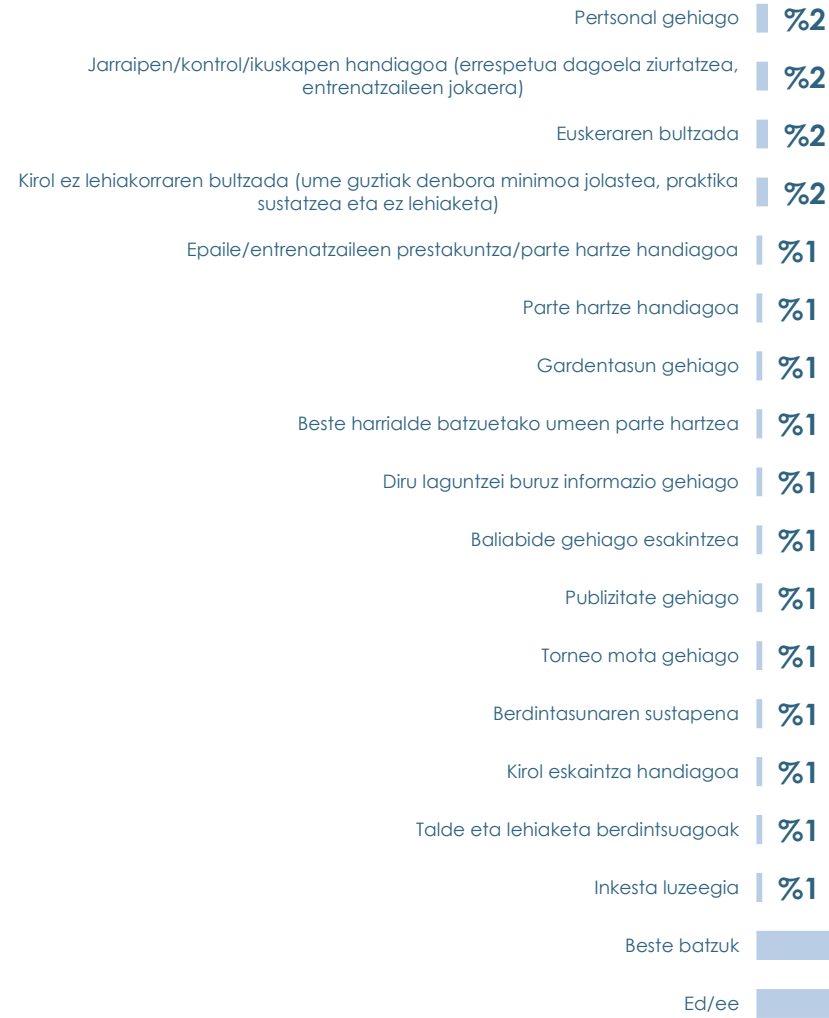 Pertsonal gehiago %2
Jarraipen/kontrol/ikuskapen handiagoa (errespetua dagoela ziurtatzea,
entrenatzaileen jokaera) %2
Euskeraren bultzada %2
Kirol ez lehiakorraren bultzada (ume guztiak denbora minimoa jolastea, praktika
sustatzea eta ez lehiaketa) %2
Epaile/entrenatzaileen prestakuntza/parte hartze handiagoa %1
Parte hartze handiagoa %1
Gardentasun gehiago %1
Beste harrialde batzuetako umeen parte hartzea %1
Diru laguntzei buruz informazio gehiago %1
Baliabide gehiago esakintzea %1
Publizitate gehiago %1
Torneo mota gehiago %1
Berdintasunaren sustapena %1
Kirol eskaintza handiagoa %1
Talde eta lehiaketa berdintsuagoak %1
Inkesta luzeegia %1
Beste batzuk
Ed/ee